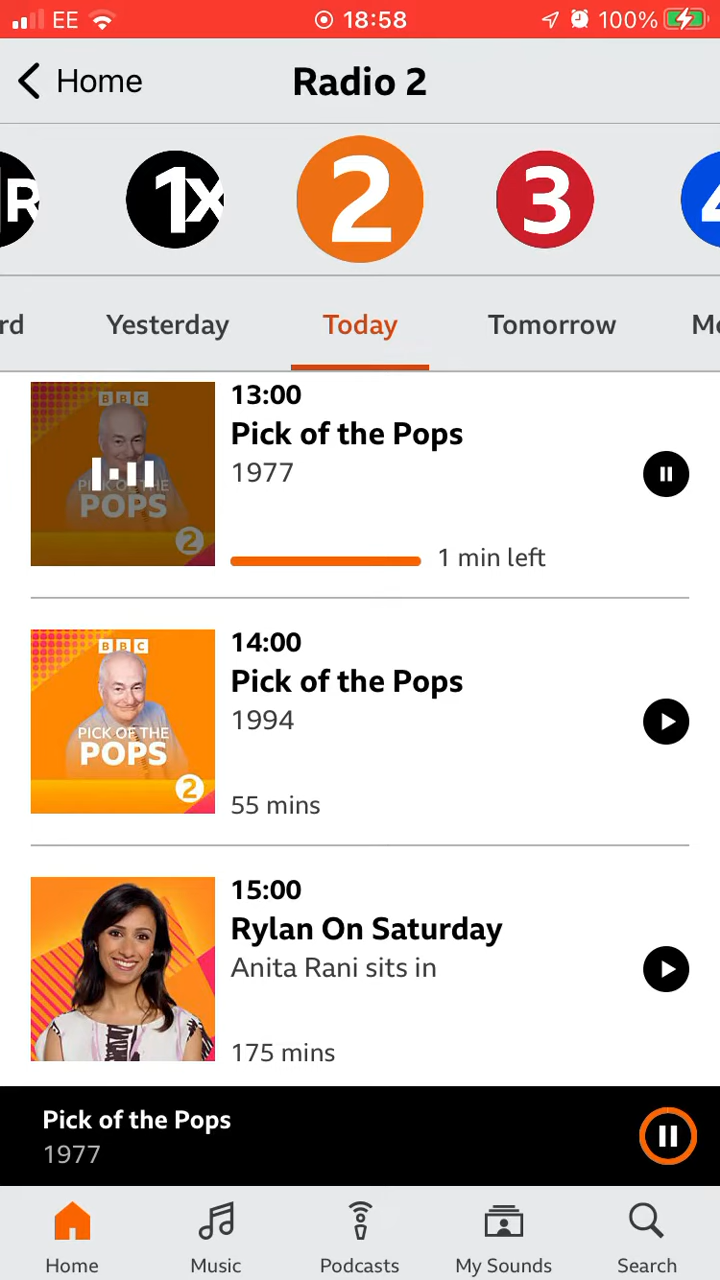 EE 18:58 100%
Home Radio 2
R 1X 2 3 4
rd Yesterday Today Tomorrow Mo
13:00
BBC
Pick of the Pops
1977
PICK OF THE
POPS
2
1 min left
14:00
BBC
Pick of the Pops
1994
PICK OF THE
POPS
2
55 mins
15:00
Rylan On Saturday
Anita Rani sits in
175 mins
Pick of the Pops
1977
Home Music Podcasts My Sounds Search